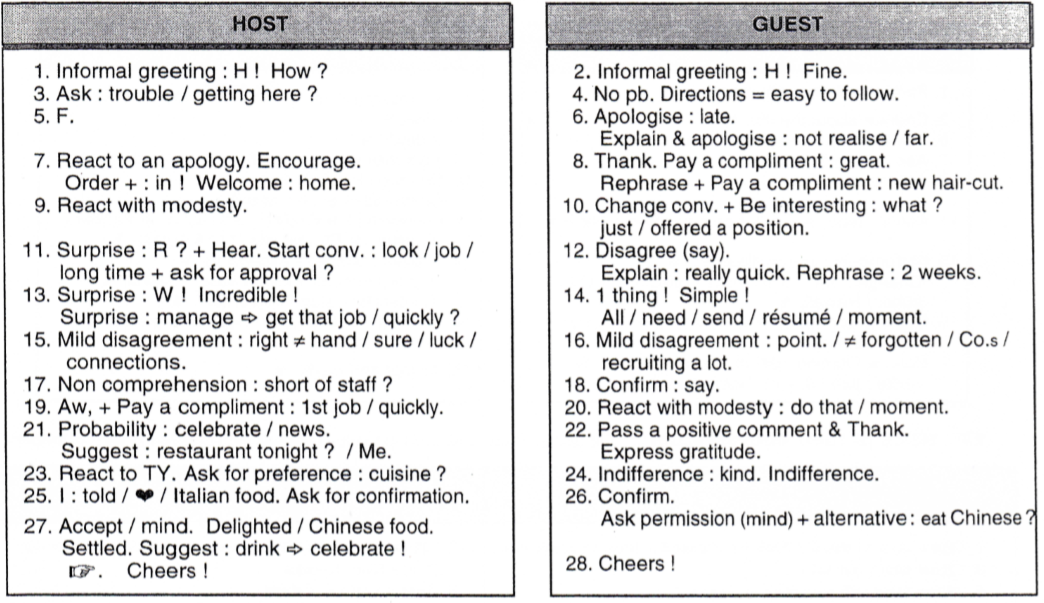 HOST
1. Informal greeting : H ! How ?
3. Ask : trouble / getting here ?
5. F.
7. React to an apology. Encourage.
Order + : in ! Welcome : home.
9. React with modesty.
11. Surprise : R ? + Hear. Start conv. : look / job /
long time + ask for approval ?
13. Surprise : W ! Incredible !
Surprise : manage ⇨ get that job / quickly ?
15. Mild disagreement : right ≠ hand / sure / luck /
connections.
17. Non comprehension : short of staff ?
19. Aw, + Pay a compliment : 1st job / quickly.
21. Probability : celebrate / news.
Suggest : restaurant tonight ? / Me.
23. React to TY. Ask for preference : cuisine ?
25. I : told / ❤ / Italian food. Ask for confirmation.
27. Accept / mind. Delighted / Chinese food.
Settled. Suggest : drink ⇨ celebrate !
☞. Cheers !
GUEST
2. Informal greeting : H ! Fine.
4. No pb. Directions = easy to follow.
6. Apologise : late.
Explain & apologise : not realise / far.
8. Thank. Pay a compliment : great.
Rephrase + Pay a compliment : new hair-cut.
10. Change conv. + Be interesting : what ?
just / offered a position.
12. Disagree (say).
Explain : really quick. Rephrase : 2 weeks.
14. 1 thing ! Simple !
All / need / send / résumé / moment.
16. Mild disagreement : point. / ≠ forgotten / Co.s /
recruiting a lot.
18. Confirm : say.
20. React with modesty : do that / moment.
22. Pass a positive comment & Thank.
Express gratitude.
24. Indifference : kind. Indifference.
26. Confirm.
Ask permission (mind) + alternative : eat Chinese ?
28. Cheers !